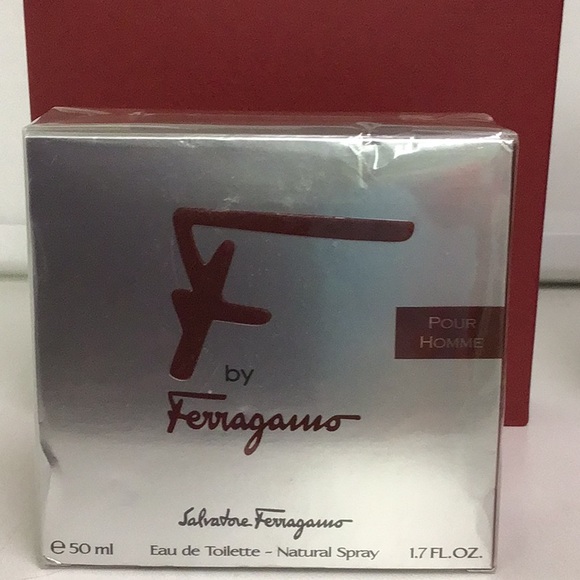 F
by
Ferragamo
POUR
HOMME
Salvatore Ferragamo
e 50 ml Eau de Toilette - Natural Spray 1.7 FL.OZ.